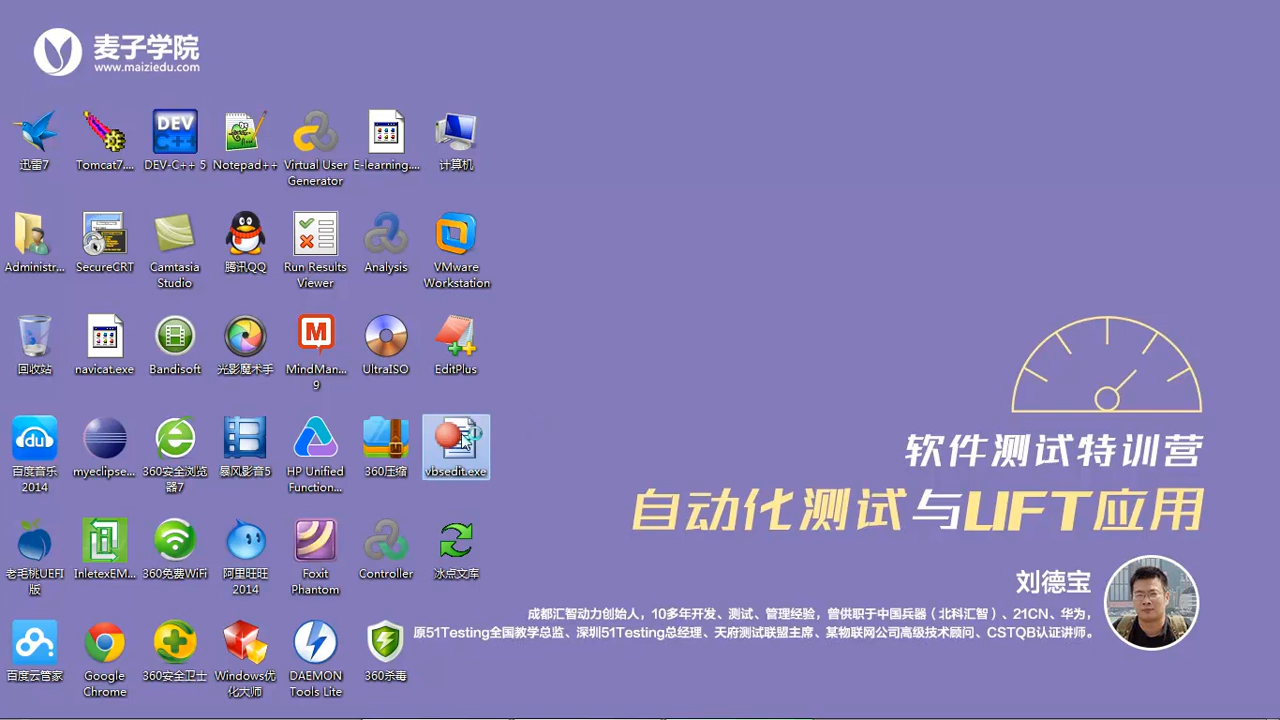 麦子学院
www.maiziedu.com
迅雷7
Tomcat7....
DEV-C++ 5
Notepad++
Virtual User
Generator
E-learning....
计算机
Administr...
SecureCRT
Camtasia
Studio
腾讯QQ
Run Results
Viewer
Analysis
VMware
Workstation
回收站
navicat.exe
Bandisoft
光影魔术手
MindMan...
9
UltraISO
EditPlus
百度音乐
2014
myeclipse...
360安全浏览
器7
暴风影音5
HP Unified
Function...
360压缩
vbsedit.exe
老毛桃UEFI
版
InletexEM...
360免费WiFi
阿里旺旺
2014
Foxit
Phantom
Controller
冰点文库
百度云管家
Google
Chrome
360安全卫士
Windows优
化大师
DAEMON
Tools Lite
360杀毒
DEV
C++
M
du
软件测试特训营
自动化测试与UFT应用
刘德宝
成都汇智动力创始人，10多年开发、测试、管理经验，曾供职于中国兵器（北科汇智）、21CN、华为，
原51Testing全国教学总监、深圳51Testing总经理、天府测试联盟主席、某物联网公司高级技术顾问、CSTQB认证讲师。